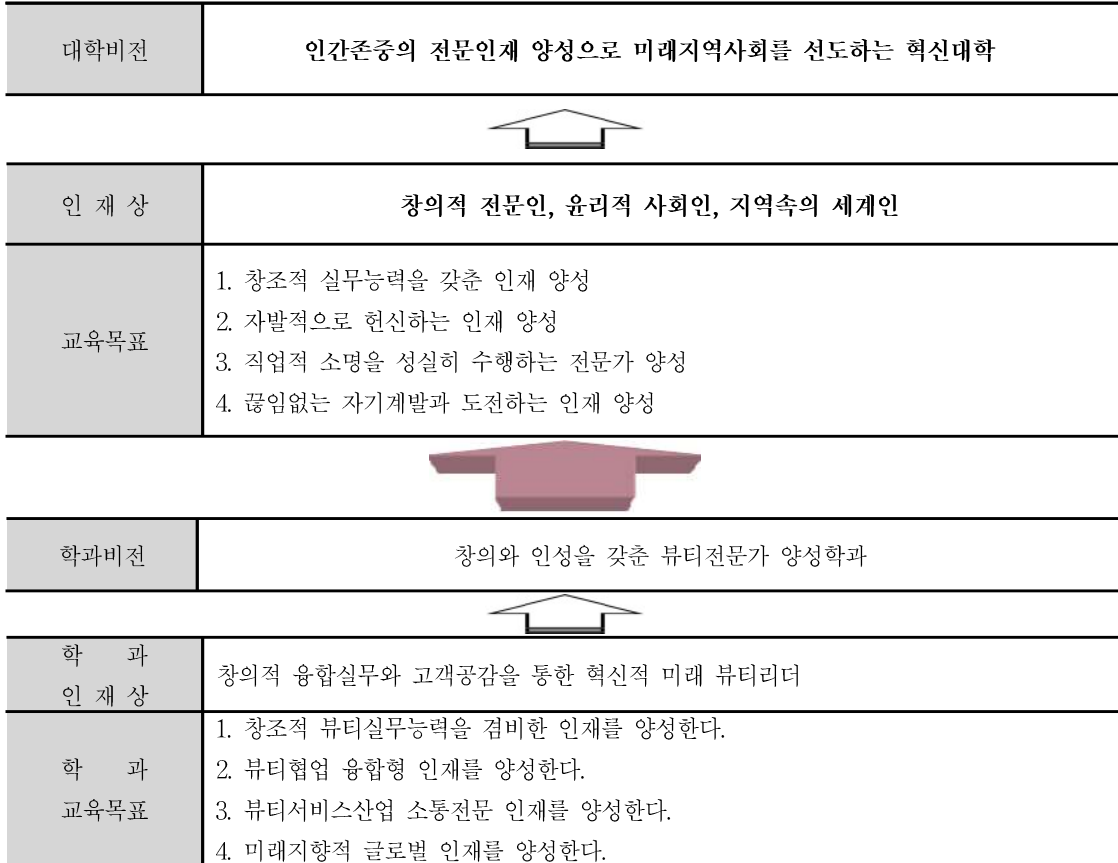 대학비전
인간존중의 전문인재 양성으로 미래지역사회를 선도하는 혁신대학
인 재 상
창의적 전문인, 윤리적 사회인, 지역속의 세계인
교육목표
1. 창조적 실무능력을 갖춘 인재 양성
2. 자발적으로 헌신하는 인재 양성
3. 직업적 소명을 성실히 수행하는 전문가 양성
4. 끊임없는 자기계발과 도전하는 인재 양성
학과비전
창의와 인성을 갖춘 뷰티전문가 양성학과
학 과
인 재 상
창의적 융합실무와 고객공감을 통한 혁신적 미래 뷰티리더
학 과
교육목표
1. 창조적 뷰티실무능력을 겸비한 인재를 양성한다.
2. 뷰티협업 융합형 인재를 양성한다.
3. 뷰티서비스산업 소통전문 인재를 양성한다.
4. 미래지향적 글로벌 인재를 양성한다.